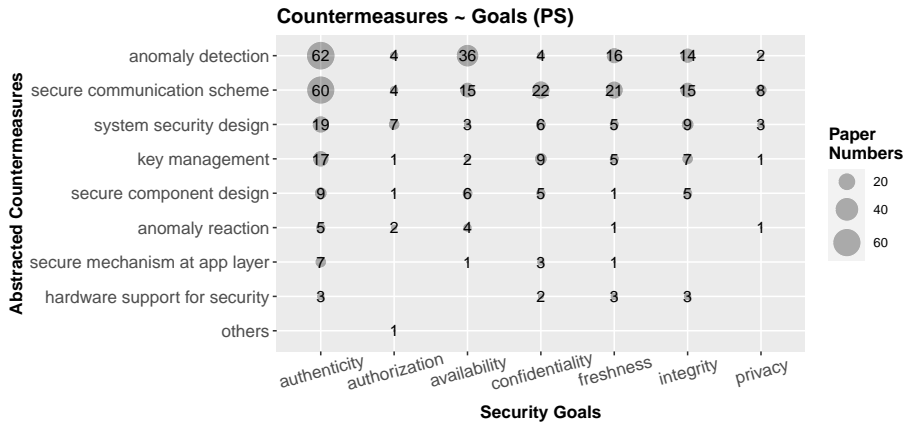 Countermeasures ~ Goals (PS)
anomaly detection 62 4 36 4 16 14 2
secure communication scheme 60 4 15 22 21 15 8
system security design 19 7 3 6 5 9 3
key management 17 1 2 9 5 7 1
secure component design 9 1 6 5 1 5
anomaly reaction 5 2 4 1 1
secure mechanism at app layer 7 1 3 1
hardware support for security 3 2 3 3
others 1
authenticity authorization availability confidentiality freshness integrity privacy
Security Goals
Abstracted Countermeasures
Paper
Numbers
20
40
60